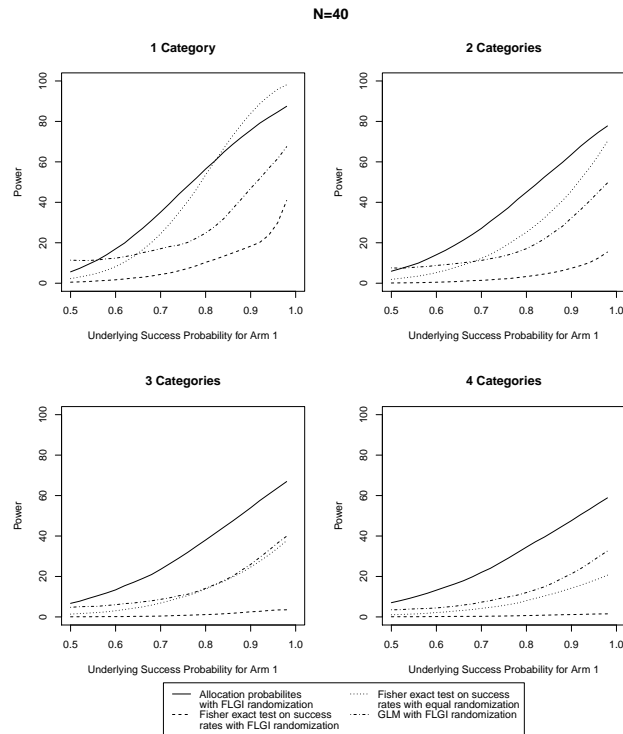 N=40
1 Category
Power
0 20 40 60 80 100
0.5 0.6 0.7 0.8 0.9 1.0
Underlying Success Probability for Arm 1
2 Categories
Power
0 20 40 60 80 100
0.5 0.6 0.7 0.8 0.9 1.0
Underlying Success Probability for Arm 1
3 Categories
Power
0 20 40 60 80 100
0.5 0.6 0.7 0.8 0.9 1.0
Underlying Success Probability for Arm 1
4 Categories
Power
0 20 40 60 80 100
0.5 0.6 0.7 0.8 0.9 1.0
Underlying Success Probability for Arm 1
Allocation probabilites
with FLGI randomization
Fisher exact test on success
rates with FLGI randomization
Fisher exact test on success
rates with equal randomization
GLM with FLGI randomization